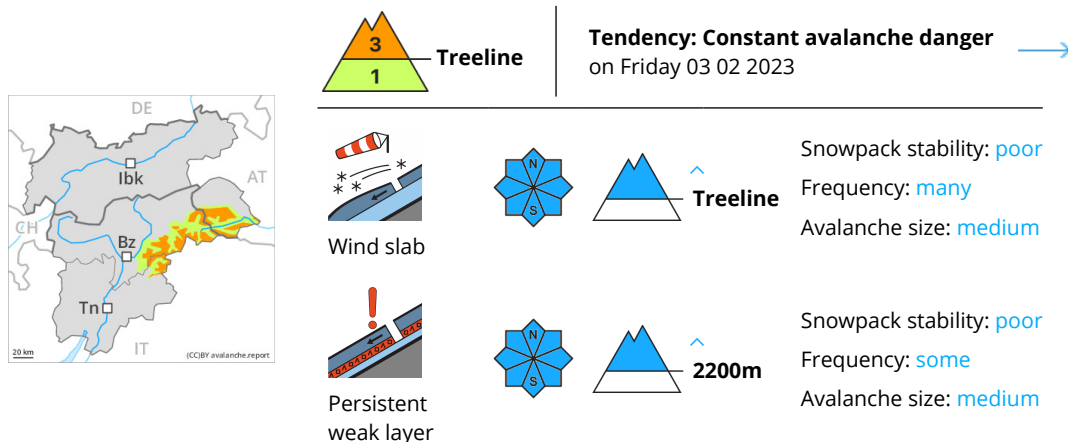 3
1
Treeline
Tendency: Constant avalanche danger
on Friday 03 02 2023
DE
AT
CH
IT
Ibk
Bz
Tn
20 km
(CC)BY avalanche.report
Wind slab
N
S
Treeline
Snowpack stability: poor
Frequency: many
Avalanche size: medium
Persistent
weak layer
N
S
2200m
Snowpack stability: poor
Frequency: some
Avalanche size: medium